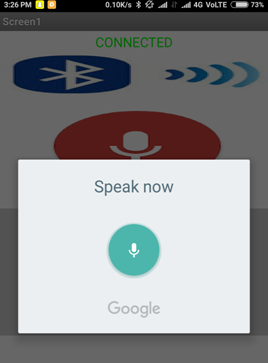 3:26 PM A 0.10K/s 4G VoLTE 73%
Screen1
CONNECTED
Speak now
Google